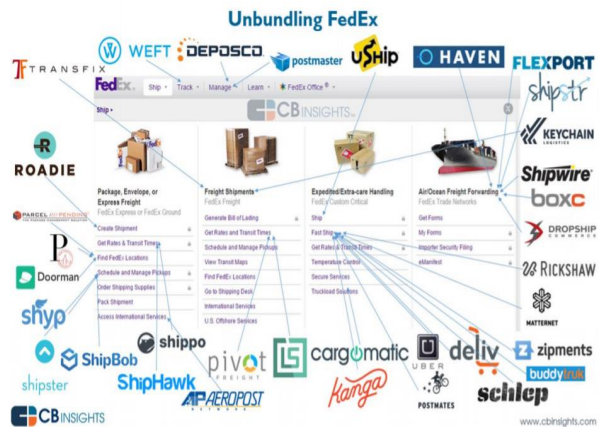 Unbundling FedEx
TRANSFIX
WEFT
DEPOSCO
postmaster
uShip
HAVEN
FLEXPORT
shipstr
FedEx
Ship
Track
Manage
Learn
FedEx Office
Ship
CBINSIGHTS
KEYCHAIN
LOGISTICS
ROADIE
Shipwire
boxc
Package, Envelope, or
Express Freight
FedEx Express or FedEx Ground
Create Shipment
Get Rates & Transit Times
Find FedEx Locations
Schedule and Manage Pickups
Order Shipping Supplies
Pack Shipment
Access International Services
Freight Shipments
FedEx Freight
Generate Bill of Lading
Get Rates and Transit Times
Schedule and Manage Pickups
View Transit Maps
Find FedEx Locations
Go to Shipping Desk
International Services
U.S. Offshore Services
Expedited/Extra-care Handling
FedEx Custom Critical
Ship
Fast Ship
Get Rates & Transit Times
Temperature Control
Secure Services
Truckload Solutions
Air/Ocean Freight Forwarding
FedEx Trade Networks
Get Forms
My Forms
Importer Security Filing
eManifest
PARCEL PENDING
DROPSHIP
COMMERCE
P
Doorman
RICKSHAW
shyp
MATTERNET
shipster
ShipBob
shippo
ShipHawk
pivot
FREIGHT
AEROPOST
NETWORK
LS
cargomatic
kanga
U
UBER
POSTMATES
deliv
zipments
buddytruk
schlep
CBINSIGHTS
www.cbinsights.com